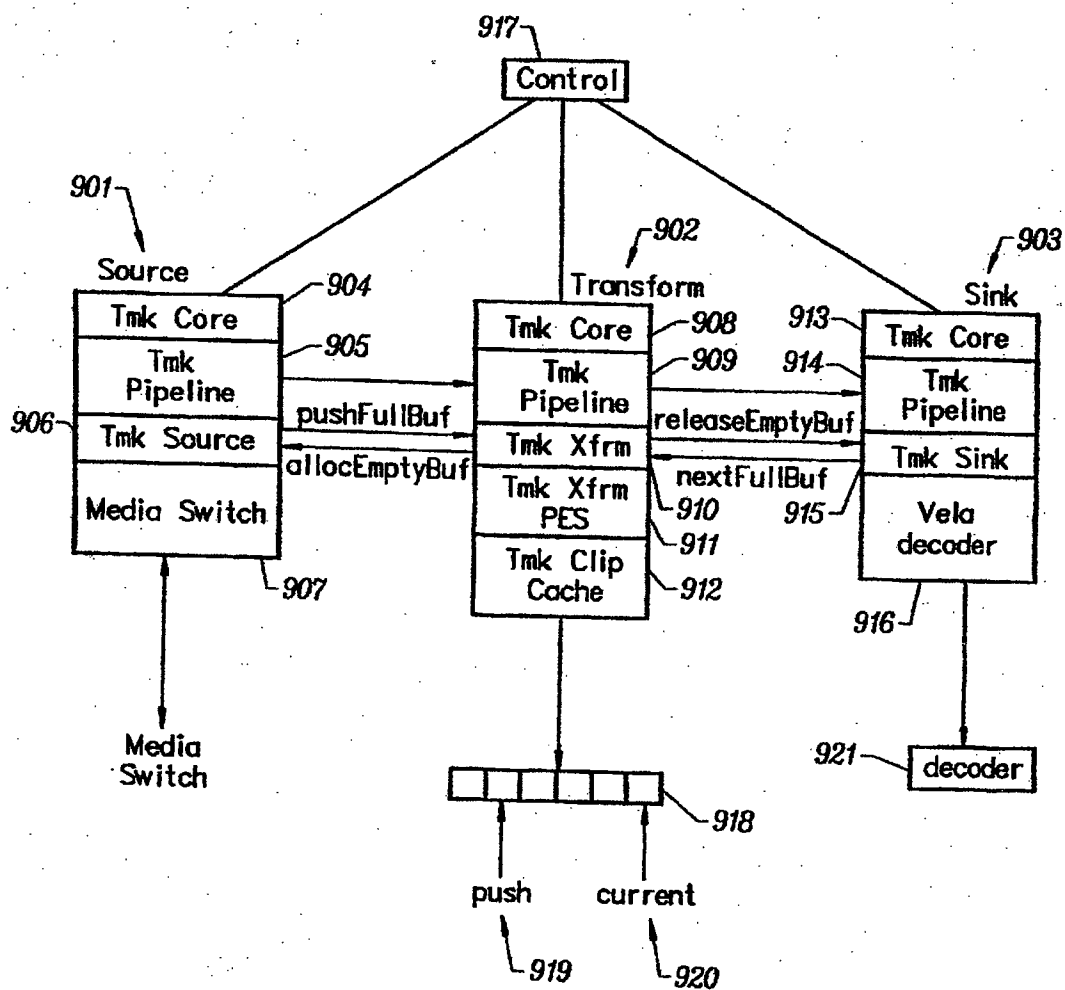 917
Control
901
902
903
Source
904
Transform
Sink
Tmk Core
905
Tmk
Pipeline
906
pushFullBuf
Tmk Source
allocEmptyBuf
Media Switch
907
Media
Switch
Tmk Core
908
909
Tmk
Pipeline
releaseEmptyBuf
Tmk Xfrm
nextFullBuf
910
Tmk Xfrm
PES
911
Tmk Clip
Cache
912
913
Tmk Core
914
Tmk
Pipeline
Tmk Sink
915
Vela
decoder
916
921
decoder
918
push
current
919
920